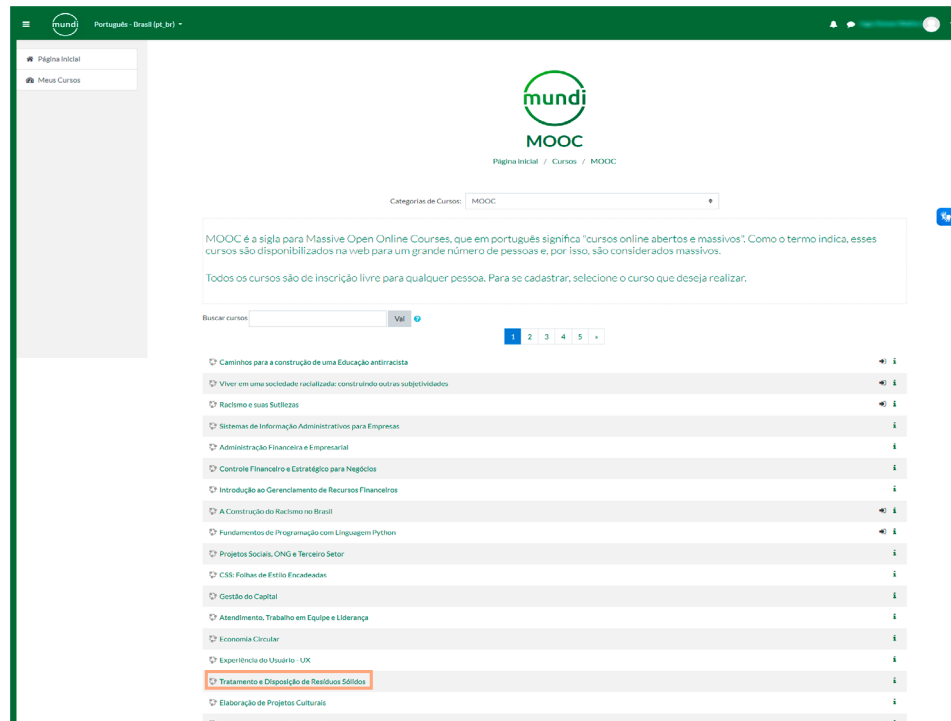 mundi
Português - Brasil (pt_br)
Página Inicial
Meus Cursos
mundi
MOOC
Página inicial / Cursos / MOOC
Categorias de Cursos: MOOC
MOOC é a sigla para Massive Open Online Courses, que em português significa "cursos online abertos e massivos". Como o termo indica, esses
cursos são disponibilizados na web para um grande número de pessoas e, por isso, são considerados massivos.
Todos os cursos são de inscrição livre para qualquer pessoa. Para se cadastrar, selecione o curso que deseja realizar.
Buscar cursos Vai
1 2 3 4 5 »
Caminhos para a construção de uma Educação antirracista
Viver em uma sociedade racializada: construindo outras subjetividades
Racismo e suas Sutilezas
Sistemas de Informação Administrativos para Empresas
Administração Financeira e Empresarial
Controle Financeiro e Estratégico para Negócios
Introdução ao Gerenciamento de Recursos Financeiros
A Construção do Racismo no Brasil
Fundamentos de Programação com Linguagem Python
Projetos Sociais, ONG e Terceiro Setor
CSS: Folhas de Estilo Encadeadas
Gestão do Capital
Atendimento, Trabalho em Equipe e Liderança
Economia Circular
Experiência do Usuário - UX
Tratamento e Disposição de Resíduos Sólidos
Elaboração de Projetos Culturais